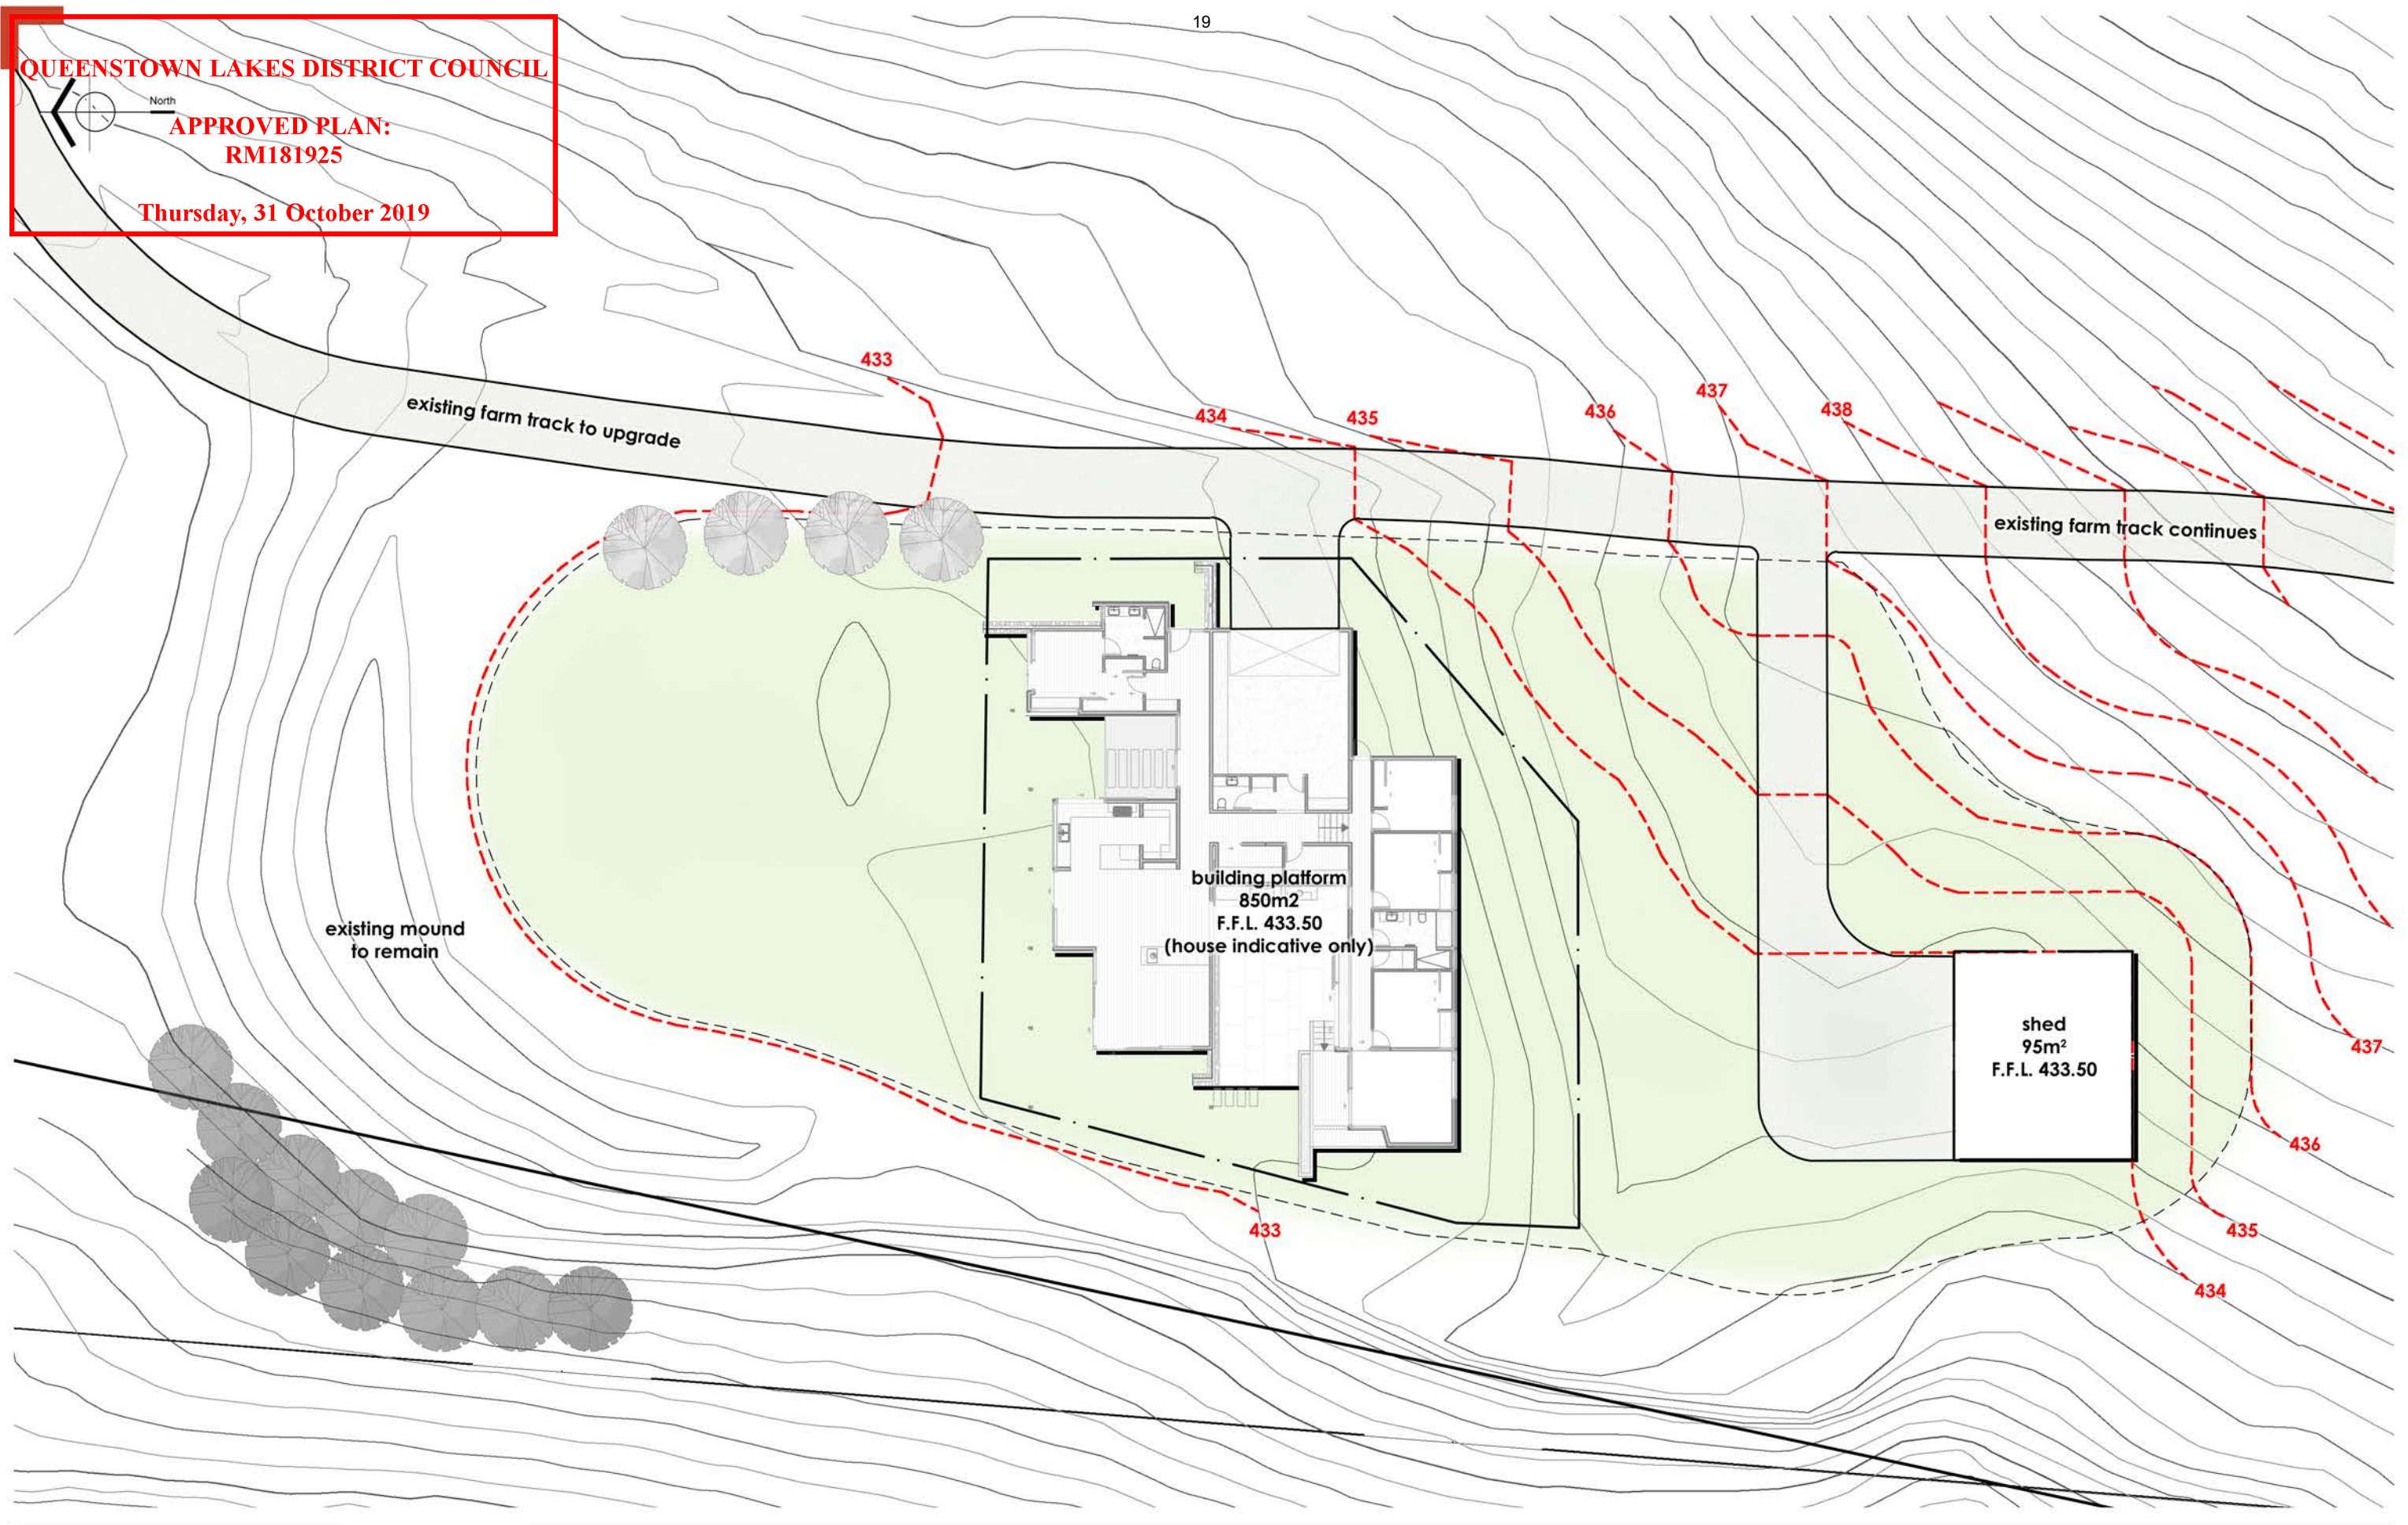 19
QUEENSTOWN LAKES DISTRICT COUNCIL
North
APPROVED PLAN:
RM181925
Thursday, 31 October 2019
433
434
435
436
437
438
existing farm track to upgrade
existing farm track continues
building platform
850m2
F.F.L. 433.50
(house indicative only)
existing mound
to remain
shed
95m²
F.F.L. 433.50
437
436
435
434
433